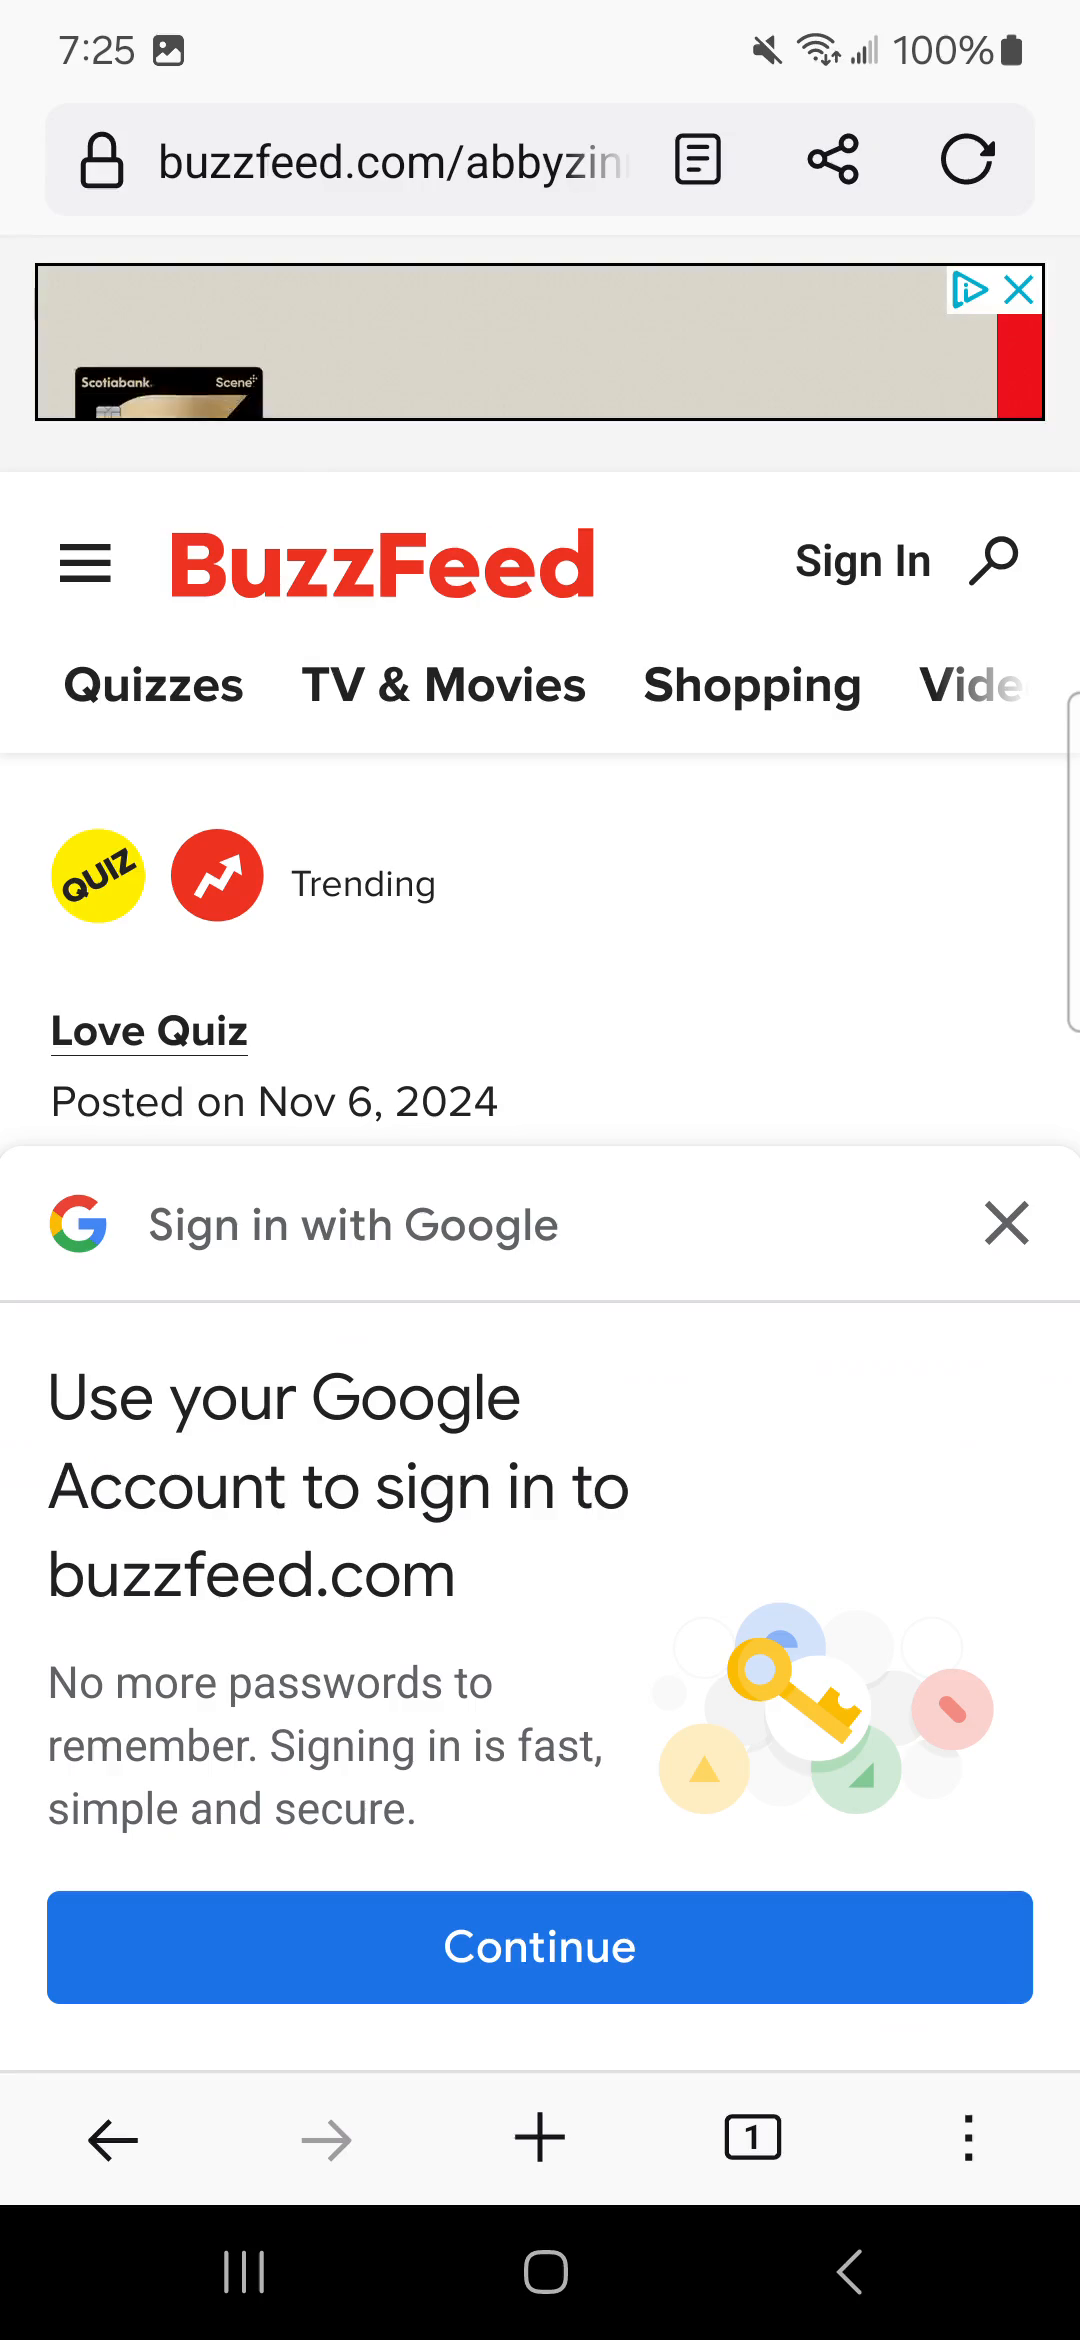 7:25 100%
buzzfeed.com/abbyzin
Scotiabank Scene+
BuzzFeed Sign In
Quizzes TV & Movies Shopping Vide
QUIZ Trending
Love Quiz
Posted on Nov 6, 2024
Sign in with Google
Use your Google
Account to sign in to
buzzfeed.com
No more passwords to
remember. Signing in is fast,
simple and secure.
Continue
1